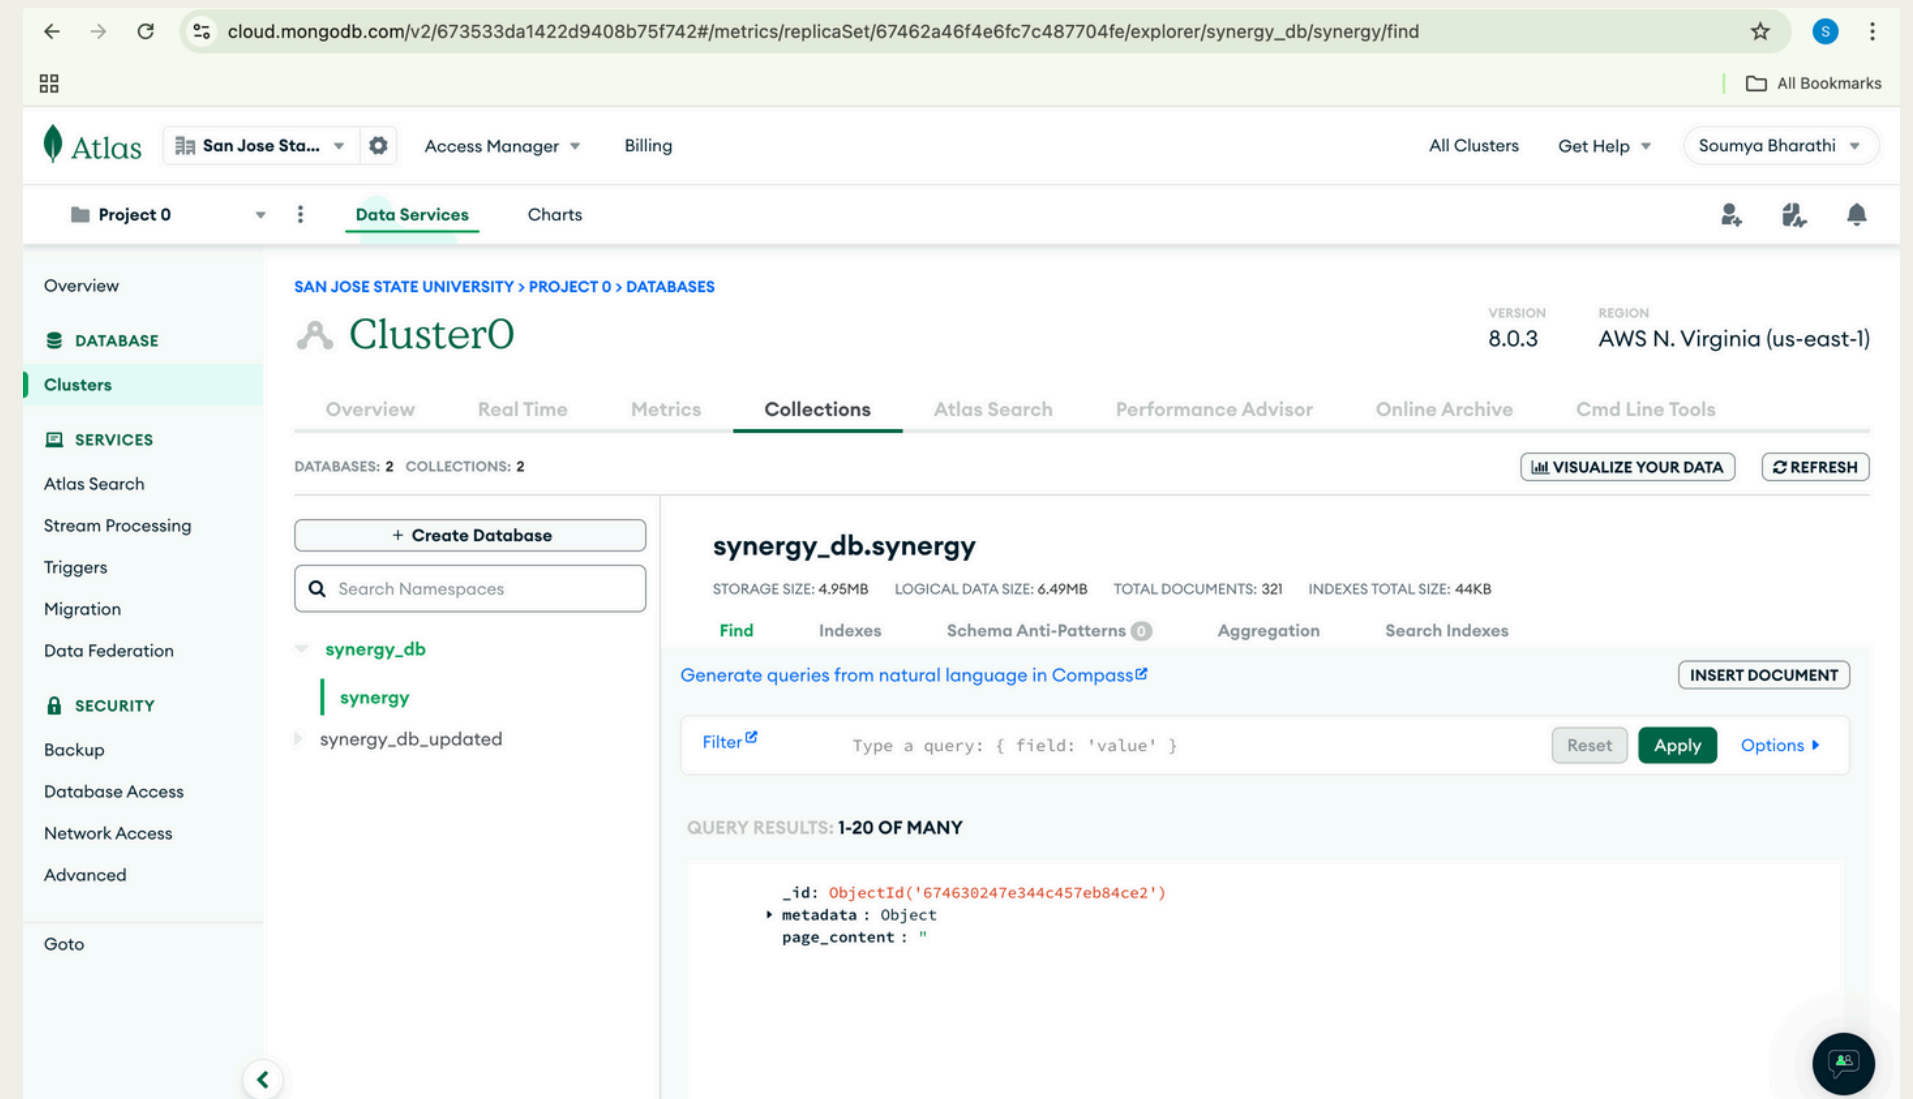 cloud.mongodb.com/v2/673533da1422d9408b75f742#/metrics/replicaSet/67462a46f4e6fc7c487704fe/explorer/synergy_db/synergy/find
S
All Bookmarks
Atlas
San Jose Sta...
Access Manager
Billing
All Clusters
Get Help
Soumya Bharathi
Project 0
Data Services
Charts
Overview
DATABASE
Clusters
SERVICES
Atlas Search
Stream Processing
Triggers
Migration
Data Federation
SECURITY
Backup
Database Access
Network Access
Advanced
Goto
SAN JOSE STATE UNIVERSITY > PROJECT 0 > DATABASES
Cluster0
VERSION
8.0.3
REGION
AWS N. Virginia (us-east-1)
Overview
Real Time
Metrics
Collections
Atlas Search
Performance Advisor
Online Archive
Cmd Line Tools
DATABASES: 2 COLLECTIONS: 2
VISUALIZE YOUR DATA
REFRESH
+ Create Database
Search Namespaces
synergy_db
synergy
synergy_db_updated
synergy_db.synergy
STORAGE SIZE: 4.95MB LOGICAL DATA SIZE: 6.49MB TOTAL DOCUMENTS: 321 INDEXES TOTAL SIZE: 44KB
Find
Indexes
Schema Anti-Patterns 0
Aggregation
Search Indexes
Generate queries from natural language in Compass
INSERT DOCUMENT
Filter
Type a query: { field: 'value' }
Reset
Apply
Options
QUERY RESULTS: 1-20 OF MANY
_id: ObjectId('674630247e344c457eb84ce2')
metadata : Object
page_content : "